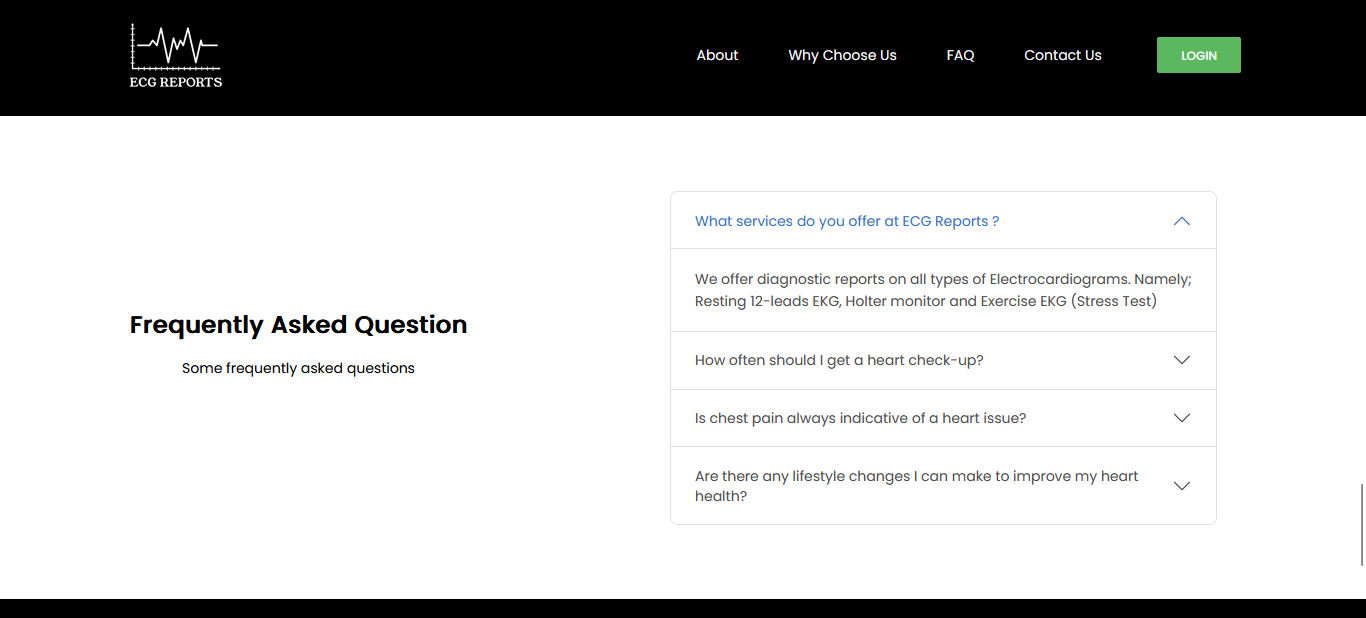 ECG REPORTS
About
Why Choose Us
FAQ
Contact Us
LOGIN
Frequently Asked Question
Some frequently asked questions
What services do you offer at ECG Reports ?
We offer diagnostic reports on all types of Electrocardiograms. Namely;
Resting 12-leads EKG, Holter monitor and Exercise EKG (Stress Test)
How often should I get a heart check-up?
Is chest pain always indicative of a heart issue?
Are there any lifestyle changes I can make to improve my heart
health?